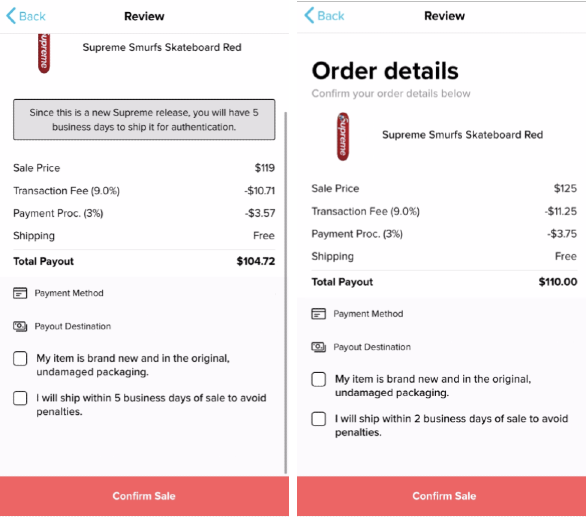 Back
Review
Supreme
Supreme Smurfs Skateboard Red
Since this is a new Supreme release, you will have 5
business days to ship it for authentication.
Sale Price $119
Transaction Fee (9.0%) -$10.71
Payment Proc. (3%) -$3.57
Shipping Free
Total Payout $104.72
Payment Method
Payout Destination
My item is brand new and in the original,
undamaged packaging.
I will ship within 5 business days of sale to avoid
penalties.
Confirm Sale
Back
Review
Order details
Confirm your order details below
Supreme
Supreme Smurfs Skateboard Red
Sale Price $125
Transaction Fee (9.0%) -$11.25
Payment Proc. (3%) -$3.75
Shipping Free
Total Payout $110.00
Payment Method
Payout Destination
My item is brand new and in the original,
undamaged packaging.
I will ship within 2 business days of sale to avoid
penalties.
Confirm Sale